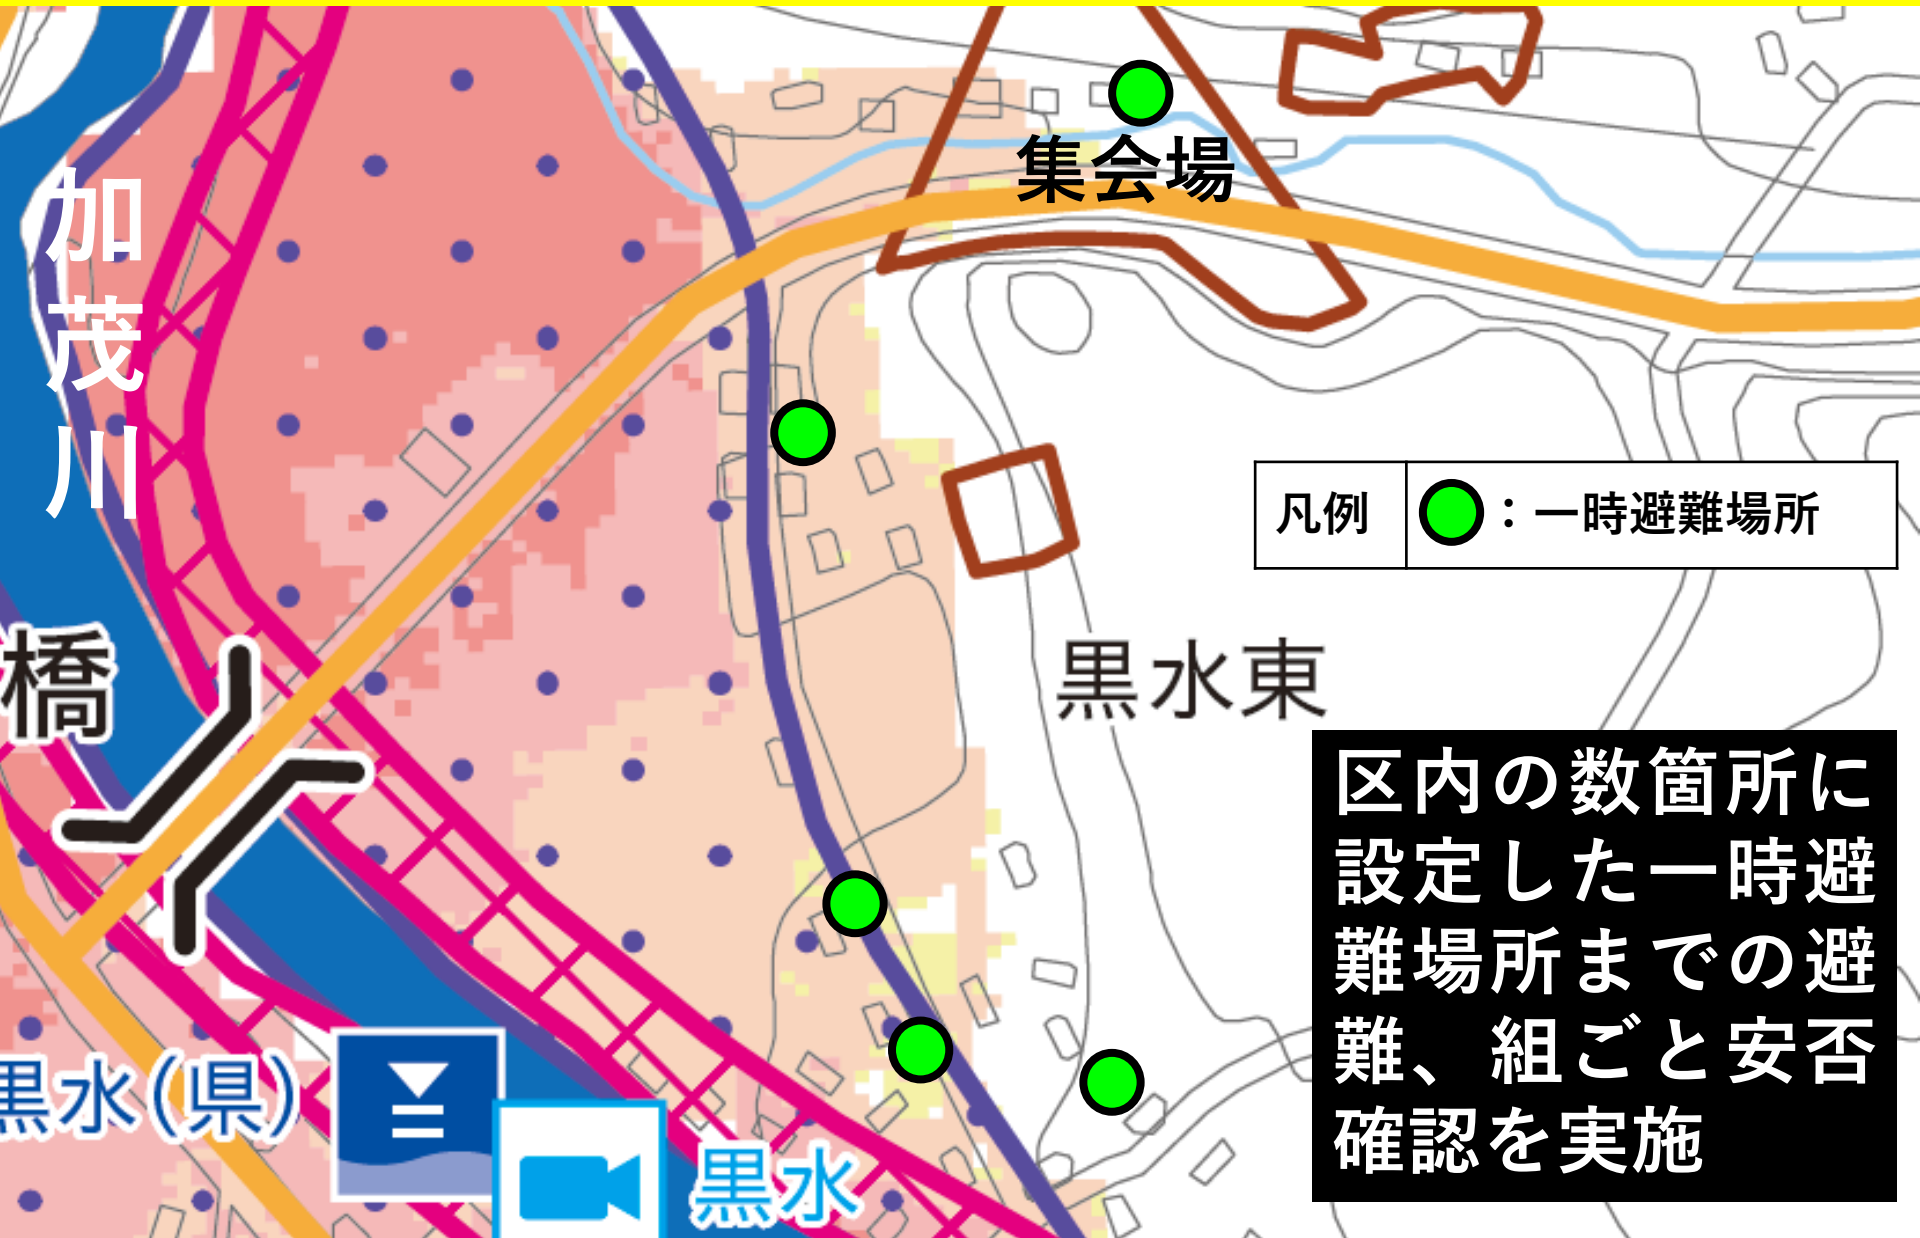 集会場
加茂川
凡例
：一時避難場所
橋
黒水東
区内の数箇所に
設定した一時避
難場所までの避
難、組ごと安否
確認を実施
黒水(県)
黒水